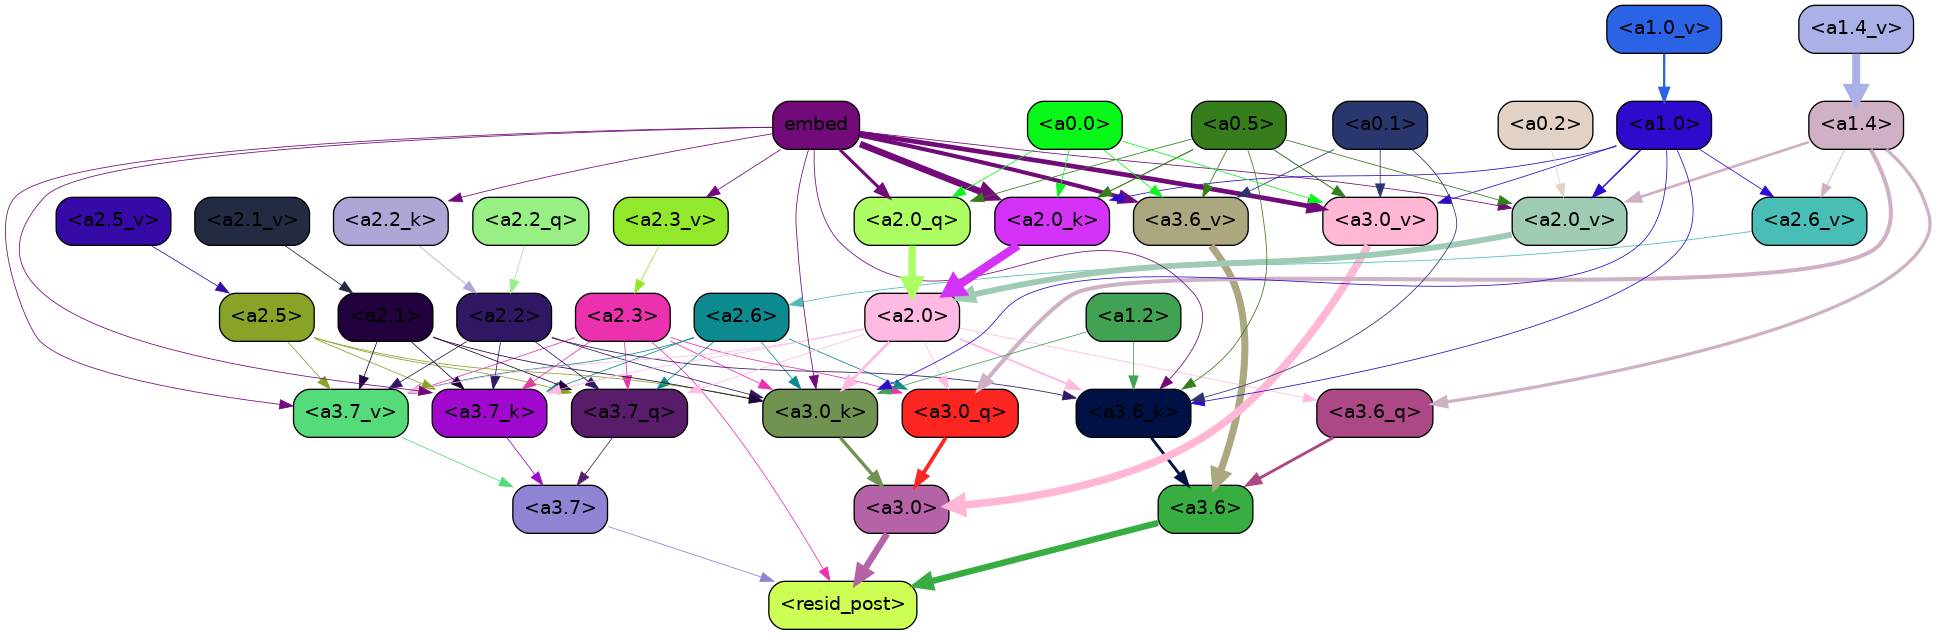 <a1.0_v>
<a1.4_v>
embed
<a0.0>
<a0.5>
<a0.1>
<a0.2>
<a1.0>
<a1.4>
<a2.5_v>
<a2.1_v>
<a2.2_k>
<a2.2_q>
<a2.3_v>
<a2.0_q>
<a2.0_k>
<a3.6_v>
<a3.0_v>
<a2.0_v>
<a2.6_v>
<a2.5>
<a2.1>
<a2.2>
<a2.3>
<a2.6>
<a2.0>
<a1.2>
<a3.7_v>
<a3.7_k>
<a3.7_q>
<a3.0_k>
<a3.0_q>
<a3.6_k>
<a3.6_q>
<a3.7>
<a3.0>
<a3.6>
<resid_post>